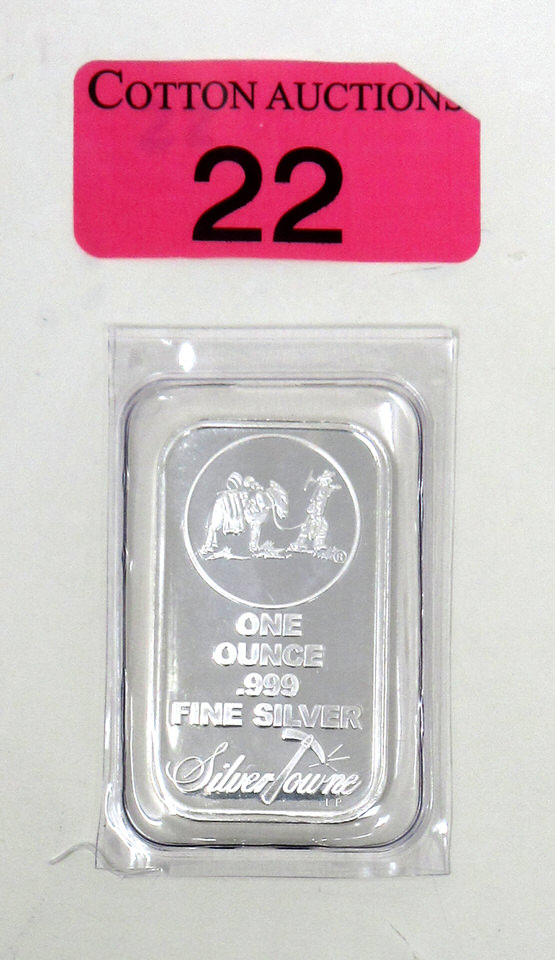 COTTON AUCTIONS
22
®
ONE
OUNCE
.999
FINE SILVER
SilverTowne
L.P.